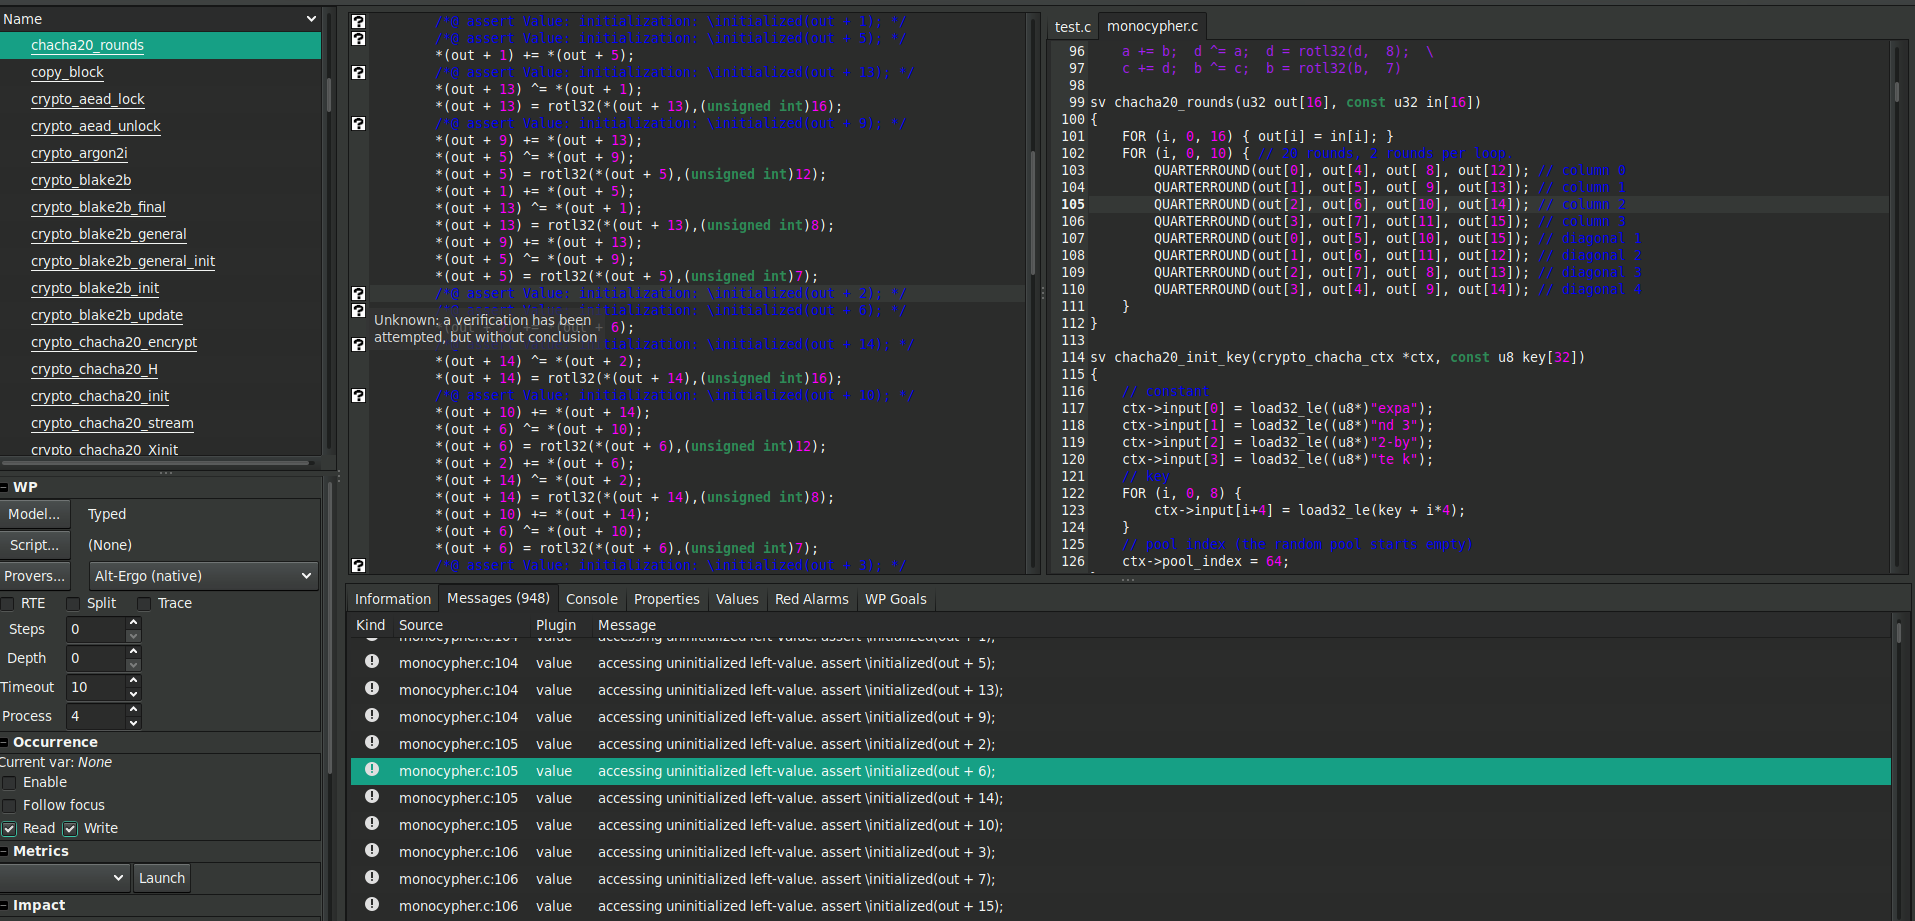 Name
chacha20_rounds
copy_block
crypto_aead_lock
crypto_aead_unlock
crypto_argon2i
crypto_blake2b
crypto_blake2b_final
crypto_blake2b_general
crypto_blake2b_general_init
crypto_blake2b_init
crypto_blake2b_update
crypto_chacha20_encrypt
crypto_chacha20_H
crypto_chacha20_init
crypto_chacha20_stream
crypto_chacha20_Xinit
WP
Model... Typed
Script... (None)
Provers... Alt-Ergo (native)
RTE Split Trace
Steps 0
Depth 0
Timeout 10
Process 4
Occurrence
Current var: None
Enable
Follow focus
Read Write
Metrics
Launch
Impact
/*@ assert Value: initialization: \initialized(out + 1); */
/*@ assert Value: initialization: \initialized(out + 5); */
*(out + 1) += *(out + 5);
/*@ assert Value: initialization: \initialized(out + 13); */
*(out + 13) ^= *(out + 1);
*(out + 13) = rotl32(*(out + 13),(unsigned int)16);
/*@ assert Value: initialization: \initialized(out + 9); */
*(out + 9) += *(out + 13);
*(out + 5) ^= *(out + 9);
*(out + 5) = rotl32(*(out + 5),(unsigned int)12);
*(out + 1) += *(out + 5);
*(out + 13) ^= *(out + 1);
*(out + 13) = rotl32(*(out + 13),(unsigned int)8);
*(out + 9) += *(out + 13);
*(out + 5) ^= *(out + 9);
*(out + 5) = rotl32(*(out + 5),(unsigned int)7);
/*@ assert Value: initialization: \initialized(out + 2); */
/*@ assert Value: initialization: \initialized(out + 6); */
Unknown: a verification has been
attempted, but without conclusion
6);
tialization: \initialized(out + 14); */
*(out + 14) ^= *(out + 2);
*(out + 14) = rotl32(*(out + 14),(unsigned int)16);
/*@ assert Value: initialization: \initialized(out + 10); */
*(out + 10) += *(out + 14);
*(out + 6) ^= *(out + 10);
*(out + 6) = rotl32(*(out + 6),(unsigned int)12);
*(out + 2) += *(out + 6);
*(out + 14) ^= *(out + 2);
*(out + 14) = rotl32(*(out + 14),(unsigned int)8);
*(out + 10) += *(out + 14);
*(out + 6) ^= *(out + 10);
*(out + 6) = rotl32(*(out + 6),(unsigned int)7);
/*@ assert Value: initialization: \initialized(out + 3); */
test.c monocypher.c
96 a += b; d ^= a; d = rotl32(d, 8); \
97 c += d; b ^= c; b = rotl32(b, 7)
98
99 sv chacha20_rounds(u32 out[16], const u32 in[16])
100 {
101 FOR (i, 0, 16) { out[i] = in[i]; }
102 FOR (i, 0, 10) { // 20 rounds, 2 rounds per loop.
103 QUARTERROUND(out[0], out[4], out[ 8], out[12]); // column 0
104 QUARTERROUND(out[1], out[5], out[ 9], out[13]); // column 1
105 QUARTERROUND(out[2], out[6], out[10], out[14]); // column 2
106 QUARTERROUND(out[3], out[7], out[11], out[15]); // column 3
107 QUARTERROUND(out[0], out[5], out[10], out[15]); // diagonal 1
108 QUARTERROUND(out[1], out[6], out[11], out[12]); // diagonal 2
109 QUARTERROUND(out[2], out[7], out[ 8], out[13]); // diagonal 3
110 QUARTERROUND(out[3], out[4], out[ 9], out[14]); // diagonal 4
111 }
112 }
113
114 sv chacha20_init_key(crypto_chacha_ctx *ctx, const u8 key[32])
115 {
116 // constant
117 ctx->input[0] = load32_le((u8*)"expa");
118 ctx->input[1] = load32_le((u8*)"nd 3");
119 ctx->input[2] = load32_le((u8*)"2-by");
120 ctx->input[3] = load32_le((u8*)"te k");
121 // key
122 FOR (i, 0, 8) {
123 ctx->input[i+4] = load32_le(key + i*4);
124 }
125 // pool index (the random pool starts empty)
126 ctx->pool_index = 64;
Information Messages (948) Console Properties Values Red Alarms WP Goals
Kind Source Plugin Message
monocypher.c:104 value accessing uninitialized left-value. assert \initialized(out + 1);
monocypher.c:104 value accessing uninitialized left-value. assert \initialized(out + 5);
monocypher.c:104 value accessing uninitialized left-value. assert \initialized(out + 13);
monocypher.c:104 value accessing uninitialized left-value. assert \initialized(out + 9);
monocypher.c:105 value accessing uninitialized left-value. assert \initialized(out + 2);
monocypher.c:105 value accessing uninitialized left-value. assert \initialized(out + 6);
monocypher.c:105 value accessing uninitialized left-value. assert \initialized(out + 14);
monocypher.c:105 value accessing uninitialized left-value. assert \initialized(out + 10);
monocypher.c:106 value accessing uninitialized left-value. assert \initialized(out + 3);
monocypher.c:106 value accessing uninitialized left-value. assert \initialized(out + 7);
monocypher.c:106 value accessing uninitialized left-value. assert \initialized(out + 15);